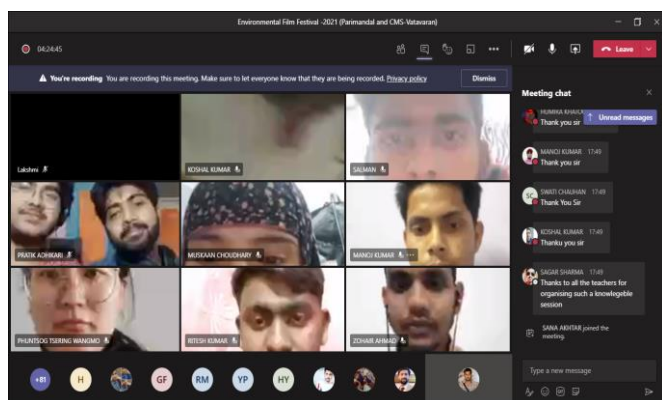 Environmental Film Festival -2021 (Parimandal and CMS-Vatavaran)
04:24:45
Leave
You're recording You are recording this meeting. Make sure to let everyone know that they are being recorded. Privacy policy
Dismiss
Lakshmi
KOSHAL KUMAR
SALMAN
PRATIK ADHIKARI
MUSKAAN CHOUDHARY
MANOJ KUMAR
PHUNTSOG TSERING WANGMO
RITESH KUMAR
ZOHAIR AHMAD
+81
H
GF
RM
YP
HY
Meeting chat
Unread messages
Thank you sir
MANOJ KUMAR 17:49
Thank you sir
SC
SWATI CHAUHAN 17:49
Thank You Sir
KOSHAL KUMAR 17:49
Thanku you sir
SAGAR SHARMA 17:49
Thanks to all the teachers for
organising such a knowlegeble
session
SANA AKHTAR joined the
meeting.
Type a new message